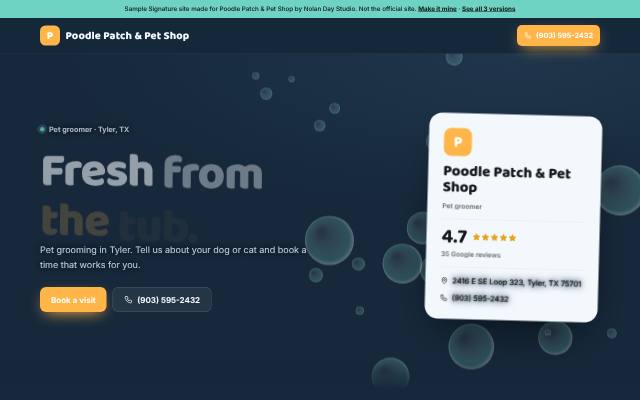 Sample Signature site made for Poodle Patch & Pet Shop by Nolan Day Studio. Not the official site. Make it mine · See all 3 versions
P Poodle Patch & Pet Shop
(903) 595-2432
Pet groomer · Tyler, TX
Fresh from
the tub.
Pet grooming in Tyler. Tell us about your dog or cat and book a
time that works for you.
Book a visit
(903) 595-2432
P
Poodle Patch & Pet
Shop
Pet groomer
4.7 ★★★★★
35 Google reviews
2416 E SE Loop 323, Tyler, TX 75701
(903) 595-2432